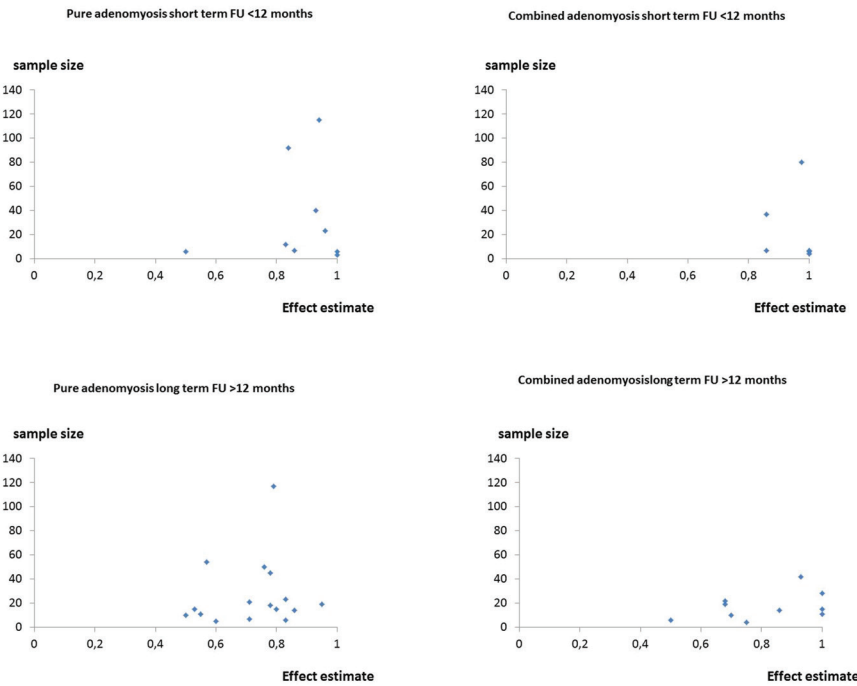 Pure adenomyosis short term FU <12 months
sample size
140
120
100
80
60
40
20
0
0 0,2 0,4 0,6 0,8 1
Effect estimate
Combined adenomyosis short term FU <12 months
sample size
140
120
100
80
60
40
20
0
0 0,2 0,4 0,6 0,8 1
Effect estimate
Pure adenomyosis long term FU >12 months
sample size
140
120
100
80
60
40
20
0
0 0,2 0,4 0,6 0,8 1
Effect estimate
Combined adenomyosislong term FU >12 months
sample size
140
120
100
80
60
40
20
0
0 0,2 0,4 0,6 0,8 1
Effect estimate